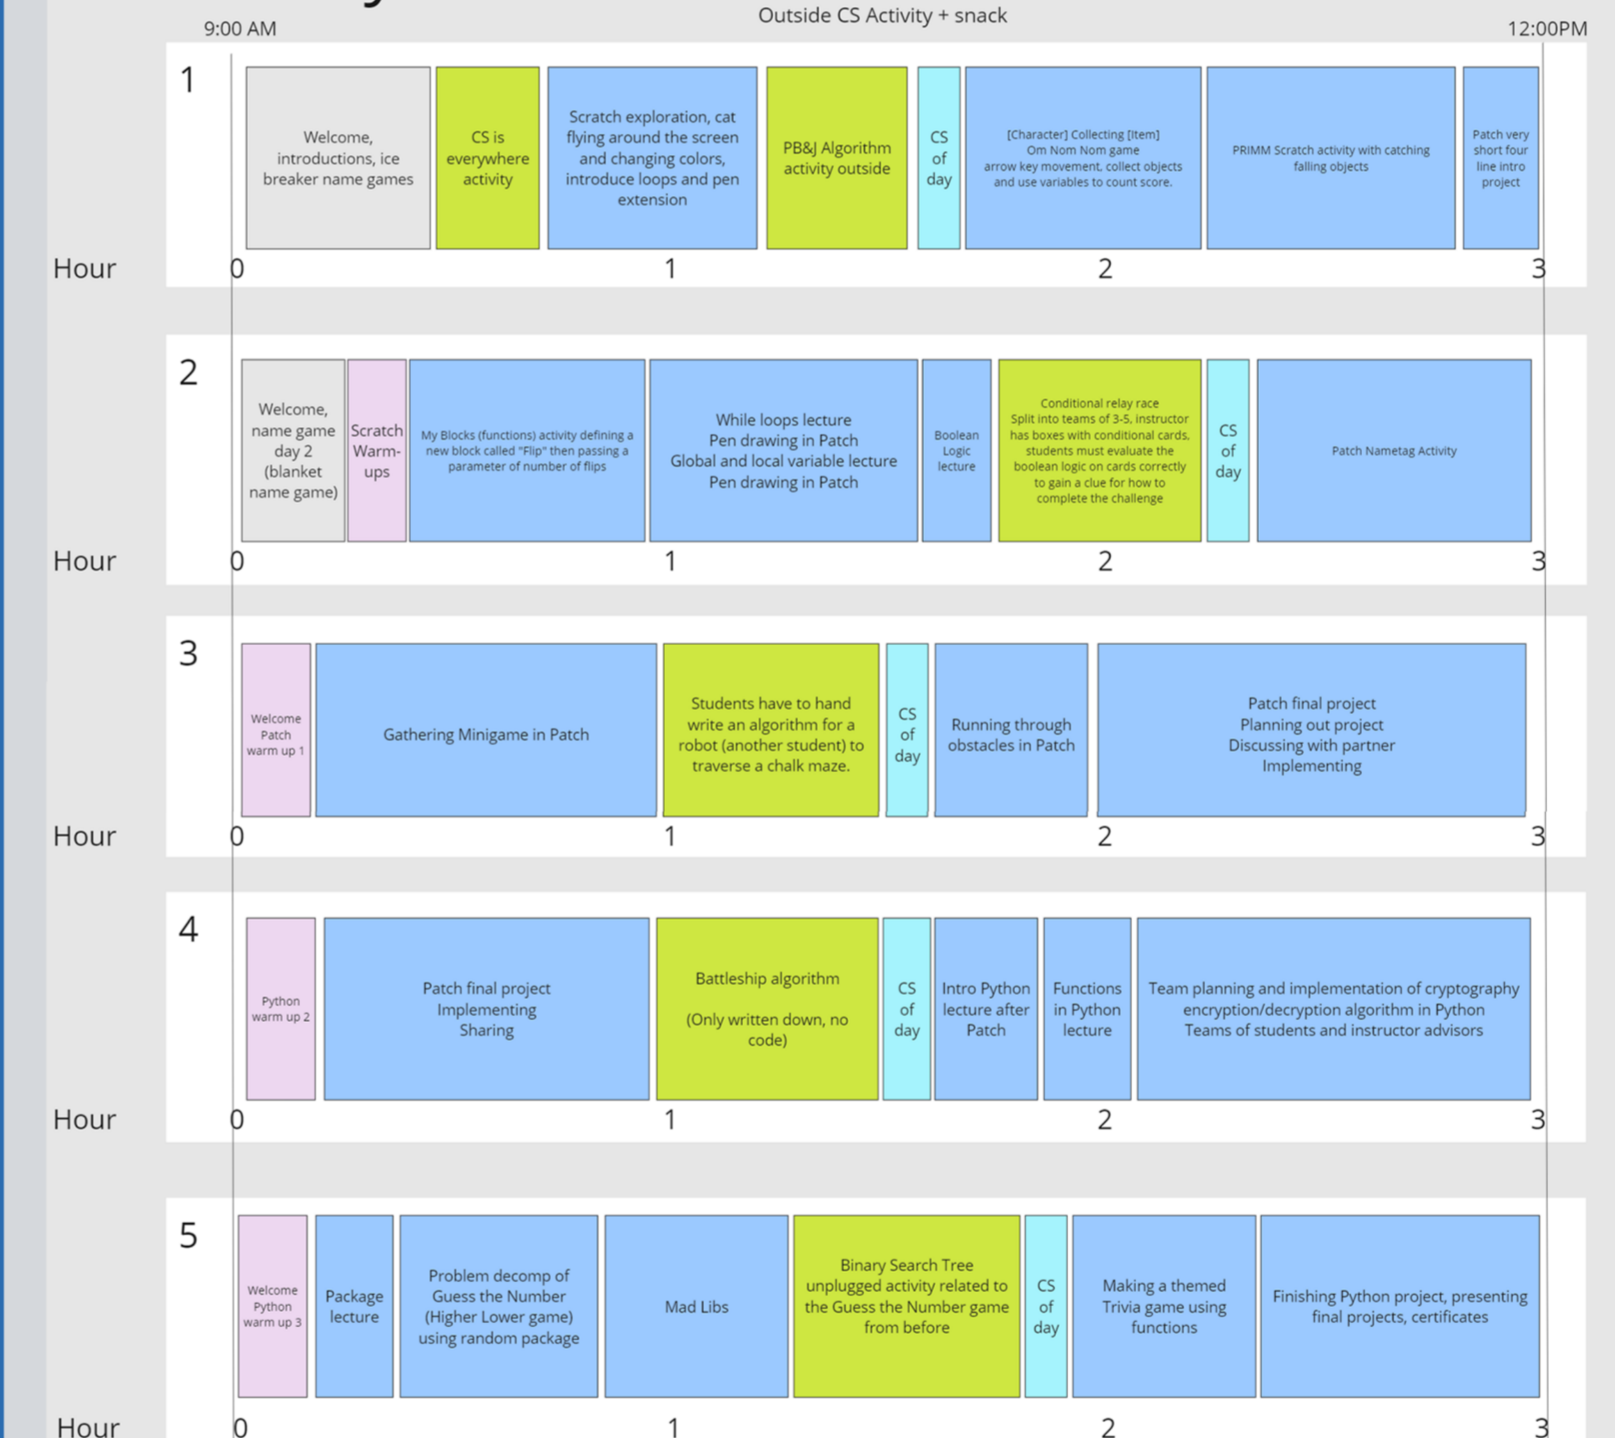 Outside CS Activity + snack
9:00 AM
12:00PM
1
Welcome,
introductions, ice
breaker name games
CS is
everywhere
activity
Scratch exploration, cat
flying around the screen
and changing colors,
introduce loops and pen
extension
PB&J Algorithm
activity outside
CS
of
day
[Character] Collecting [Item]
Om Nom Nom game
arrow key movement, collect objects
and use variables to count score.
PRIMM Scratch activity with catching
falling objects
Patch very
short four
line intro
project
Hour
0
1
2
3
2
Welcome,
name game
day 2
(blanket
name game)
Scratch
Warm-
ups
My Blocks (functions) activity defining a
new block called "Flip" then passing a
parameter of number of flips
While loops lecture
Pen drawing in Patch
Global and local variable lecture
Pen drawing in Patch
Boolean
Logic
lecture
Conditional relay race
Split into teams of 3-5, instructor
has boxes with conditional cards,
students must evaluate the
boolean logic on cards correctly
to gain a clue for how to
complete the challenge
CS
of
day
Patch Nametag Activity
Hour
0
1
2
3
3
Welcome
Patch
warm up 1
Gathering Minigame in Patch
Students have to hand
write an algorithm for a
robot (another student) to
traverse a chalk maze.
CS
of
day
Running through
obstacles in Patch
Patch final project
Planning out project
Discussing with partner
Implementing
Hour
0
1
2
3
4
Python
warm up 2
Patch final project
Implementing
Sharing
Battleship algorithm
(Only written down, no
code)
CS
of
day
Intro Python
lecture after
Patch
Functions
in Python
lecture
Team planning and implementation of cryptography
encryption/decryption algorithm in Python
Teams of students and instructor advisors
Hour
0
1
2
3
5
Welcome
Python
warm up 3
Package
lecture
Problem decomp of
Guess the Number
(Higher Lower game)
using random package
Mad Libs
Binary Search Tree
unplugged activity related to
the Guess the Number game
from before
CS
of
day
Making a themed
Trivia game using
functions
Finishing Python project, presenting
final projects, certificates
Hour
0
1
2
3